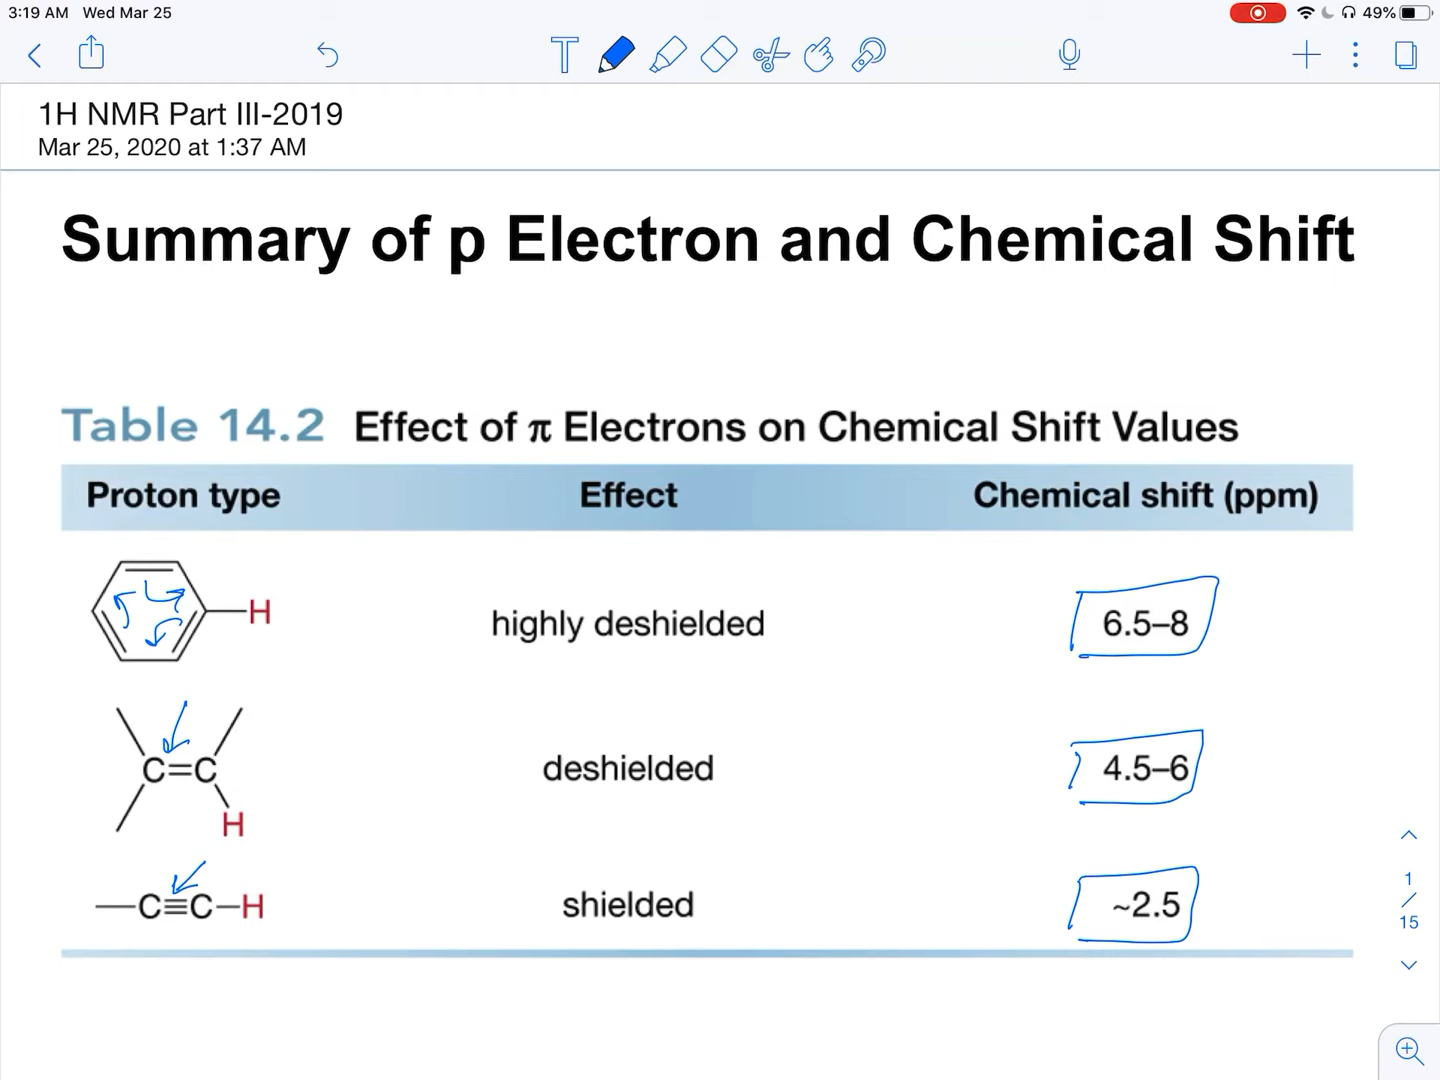 3:19 AM Wed Mar 25 49%
1H NMR Part III-2019
Mar 25, 2020 at 1:37 AM
Summary of p Electron and Chemical Shift
Table 14.2 Effect of π Electrons on Chemical Shift Values
Proton type Effect Chemical shift (ppm)
H highly deshielded 6.5–8
C=C H deshielded 4.5–6
—C≡C—H shielded ~2.5
1
/
15